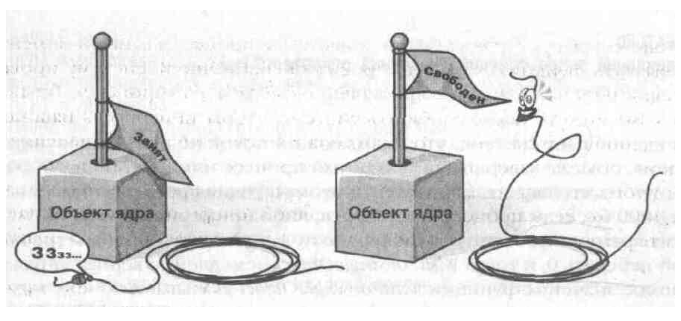 Занят
Объект ядра
Зззз...
Свободен
Объект ядра